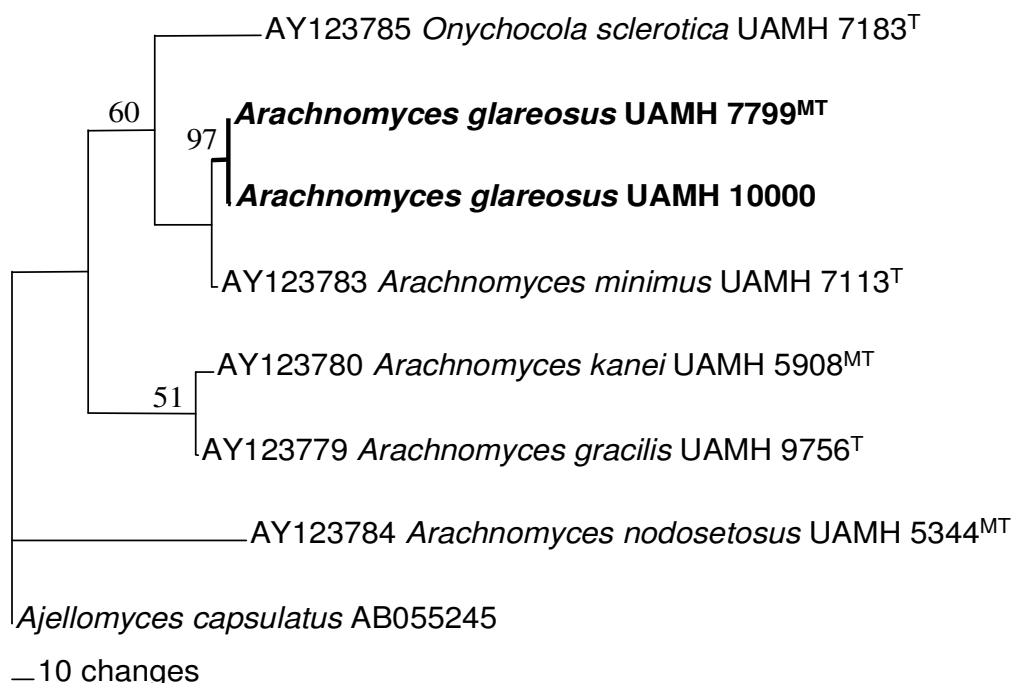 AY123785 Onychocola sclerotica UAMH 7183ᵀ
60
Arachnomyces glareosus UAMH 7799ᴹᵀ
97
Arachnomyces glareosus UAMH 10000
AY123783 Arachnomyces minimus UAMH 7113ᵀ
AY123780 Arachnomyces kanei UAMH 5908ᴹᵀ
51
AY123779 Arachnomyces gracilis UAMH 9756ᵀ
AY123784 Arachnomyces nodosetosus UAMH 5344ᴹᵀ
Ajellomyces capsulatus AB055245
10 changes